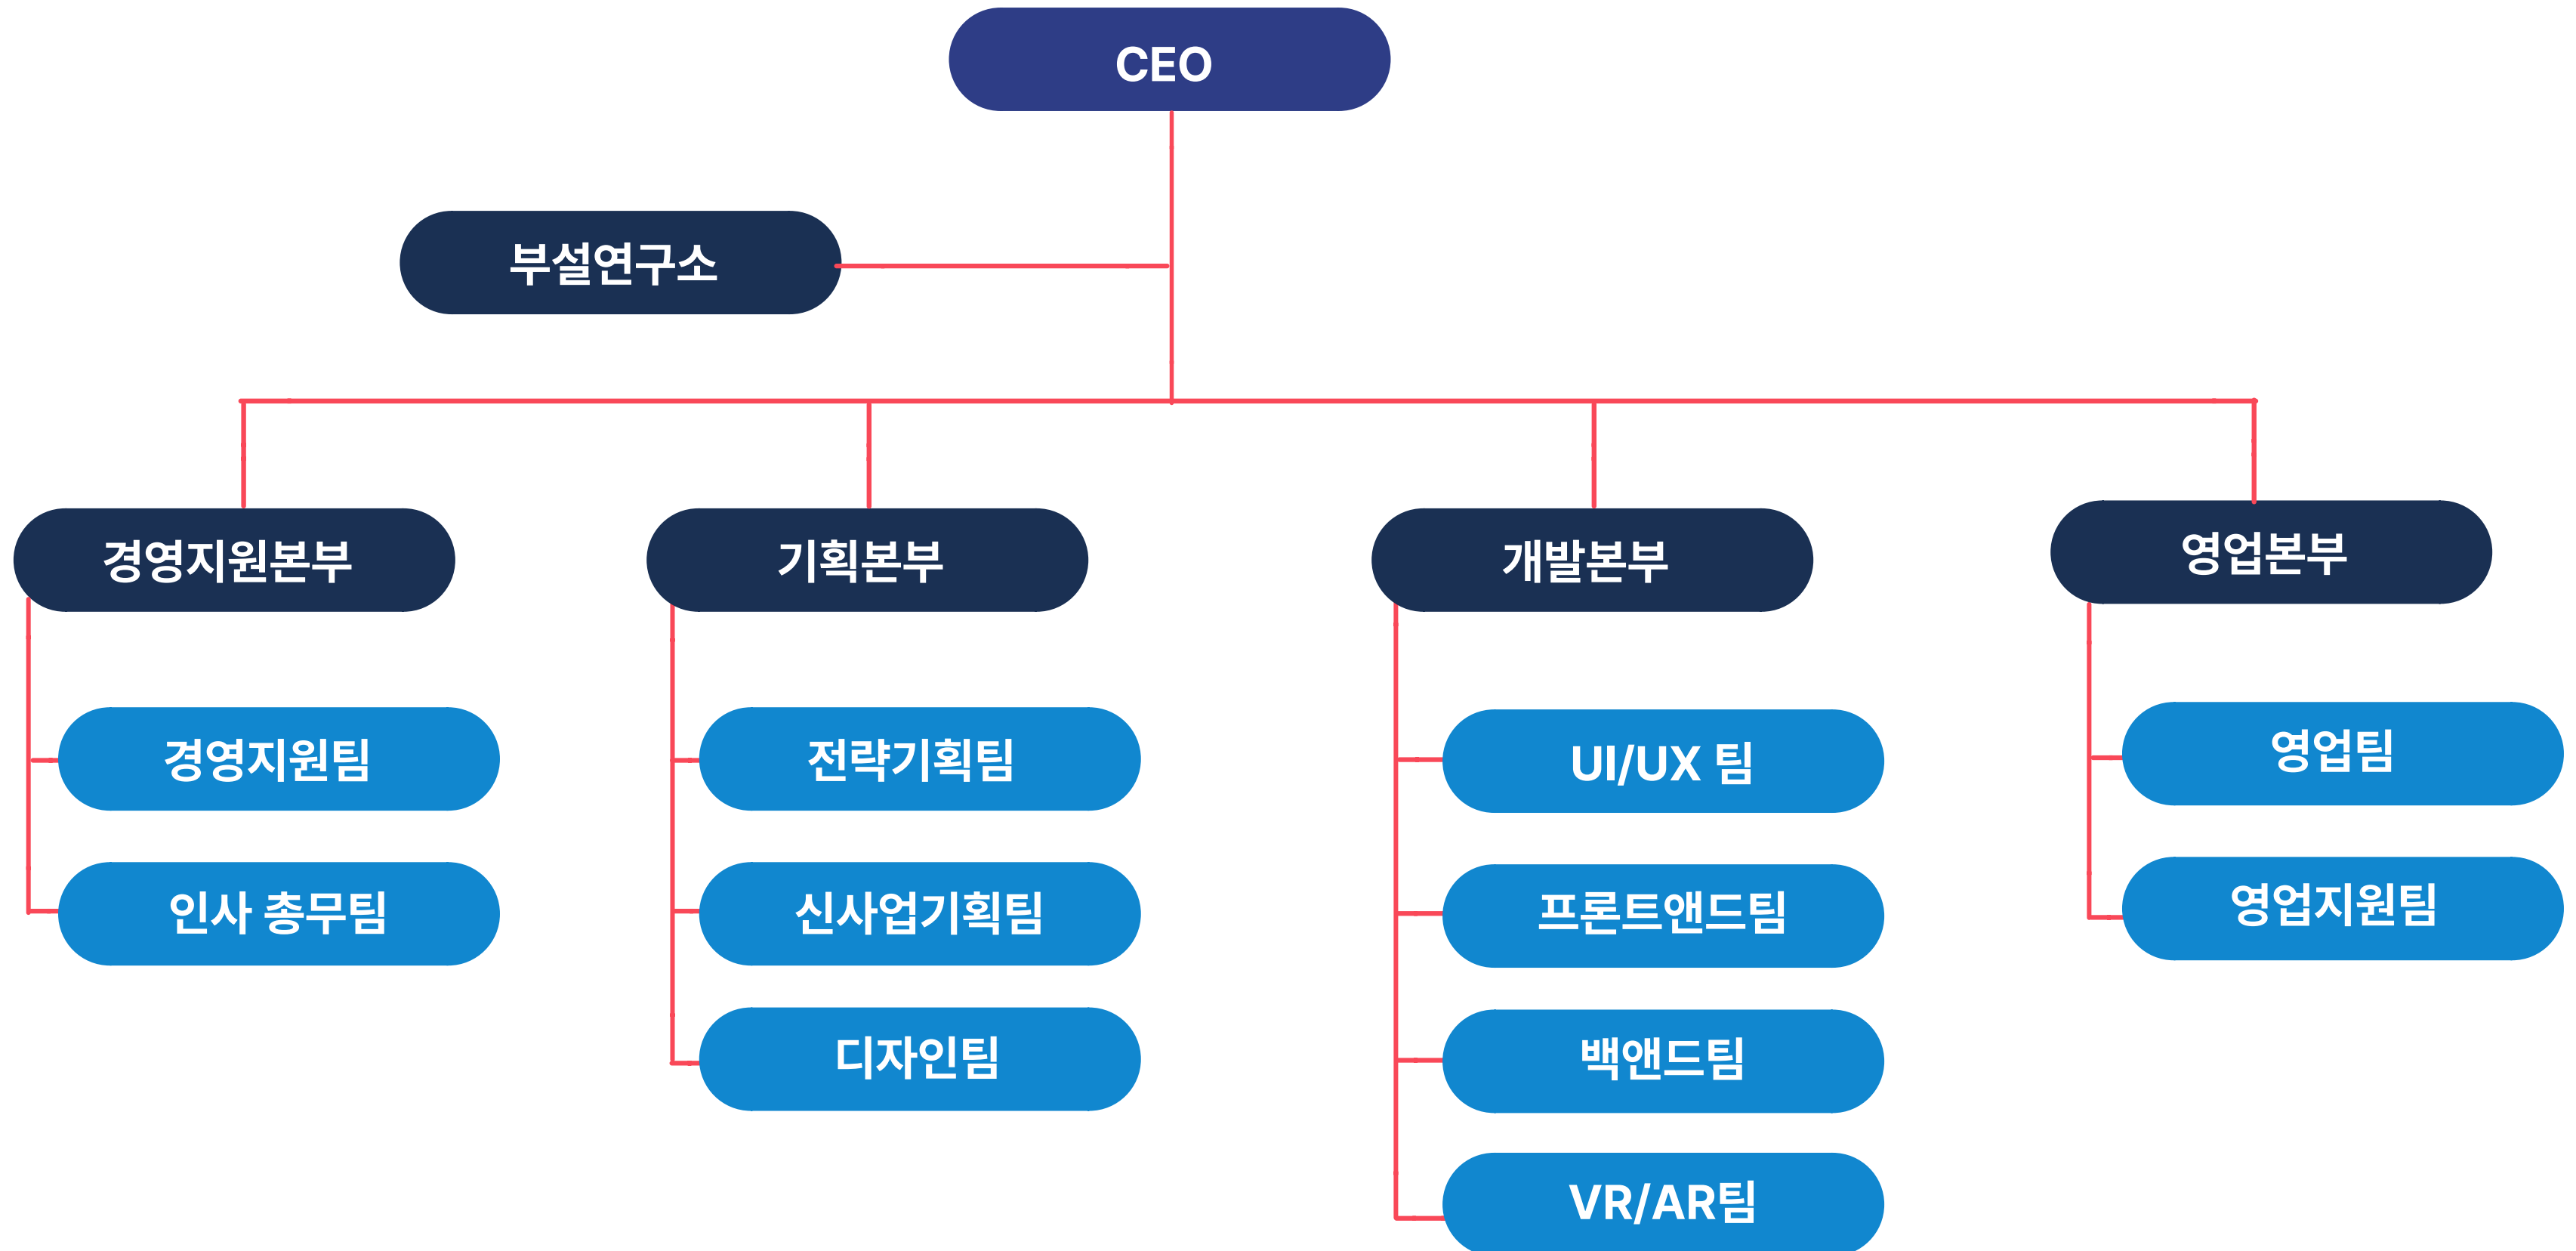 CEO
부설연구소
경영지원본부
기획본부
개발본부
영업본부
경영지원팀
전략기획팀
UI/UX 팀
영업팀
인사 총무팀
신사업기획팀
프론트앤드팀
영업지원팀
디자인팀
백앤드팀
VR/AR팀